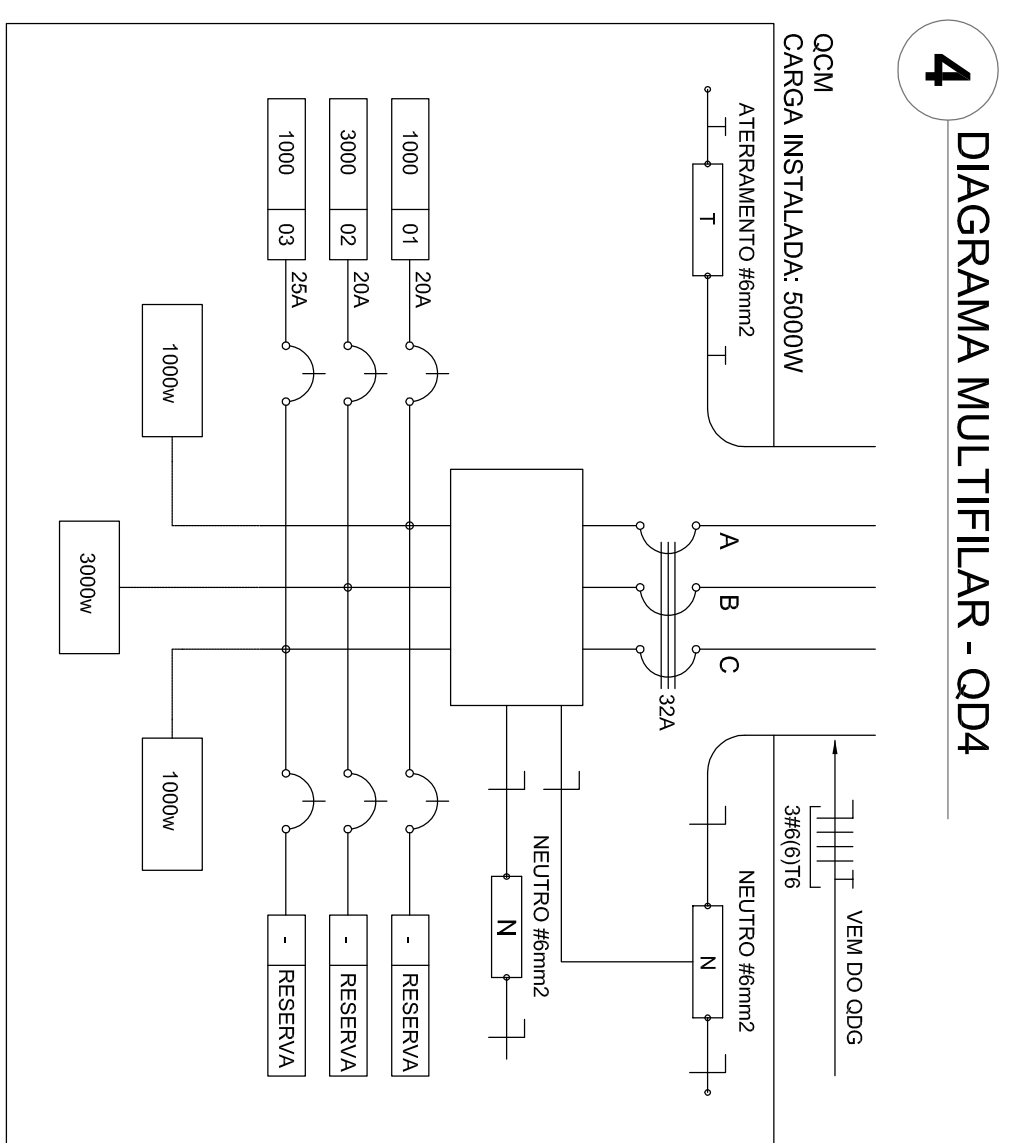 4
DIAGRAMA MULTIFILAR - QD4
VEM DO QDG
3#6(6)T6
QCM
CARGA INSTALADA: 5000W
ATERRAMENTO #6mm2
T
NEUTRO #6mm2
N
A
B
C
32A
NEUTRO #6mm2
N
1000 01 20A
- RESERVA
3000 02 20A
- RESERVA
1000 03 25A
- RESERVA
1000w
3000w
1000w